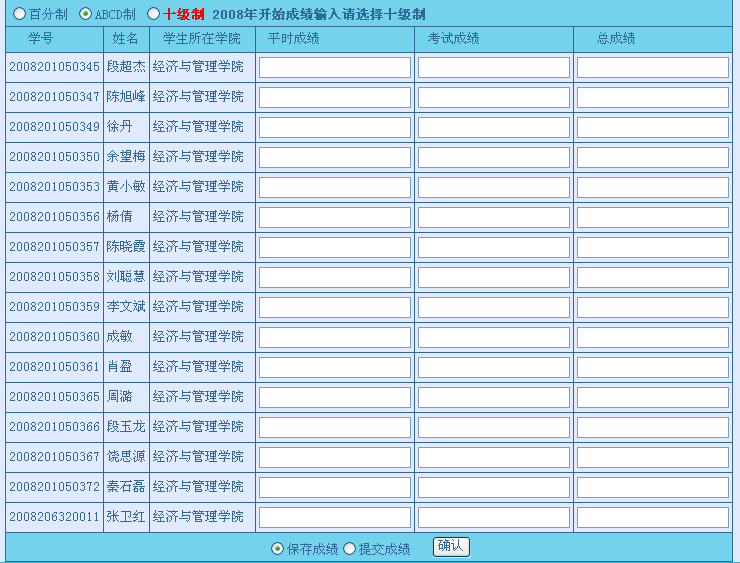 百分制 ABCD制 十级制 2008年开始成绩输入请选择十级制
学号 姓名 学生所在学院 平时成绩 考试成绩 总成绩
2008201050345 段超杰 经济与管理学院
2008201050347 陈旭峰 经济与管理学院
2008201050349 徐丹 经济与管理学院
2008201050350 余望梅 经济与管理学院
2008201050353 黄小敏 经济与管理学院
2008201050356 杨倩 经济与管理学院
2008201050357 陈晓霞 经济与管理学院
2008201050358 刘聪慧 经济与管理学院
2008201050359 李文斌 经济与管理学院
2008201050360 成敏 经济与管理学院
2008201050361 肖盈 经济与管理学院
2008201050365 周潞 经济与管理学院
2008201050366 段玉龙 经济与管理学院
2008201050367 饶思源 经济与管理学院
2008201050372 秦石磊 经济与管理学院
2008206320011 张卫红 经济与管理学院
保存成绩 提交成绩 确认